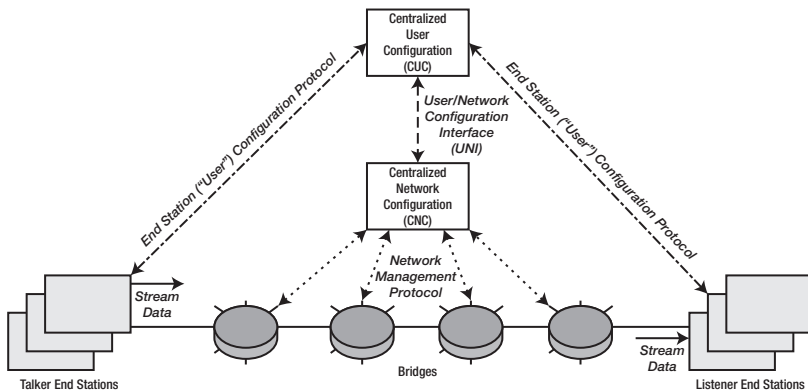 Centralized
User
Configuration
(CUC)
End Station ("User") Configuration Protocol
End Station ("User") Configuration Protocol
User/Network
Configuration
Interface
(UNI)
Centralized
Network
Configuration
(CNC)
Network
Management
Protocol
Stream
Data
Stream
Data
Talker End Stations
Bridges
Listener End Stations